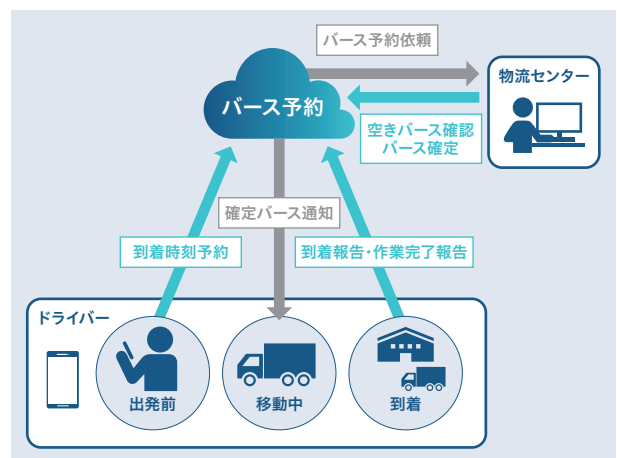 バース予約依頼
物流センター
バース予約
空きバース確認
バース確定
確定バース通知
到着時刻予約
到着報告・作業完了報告
ドライバー
出発前
移動中
到着